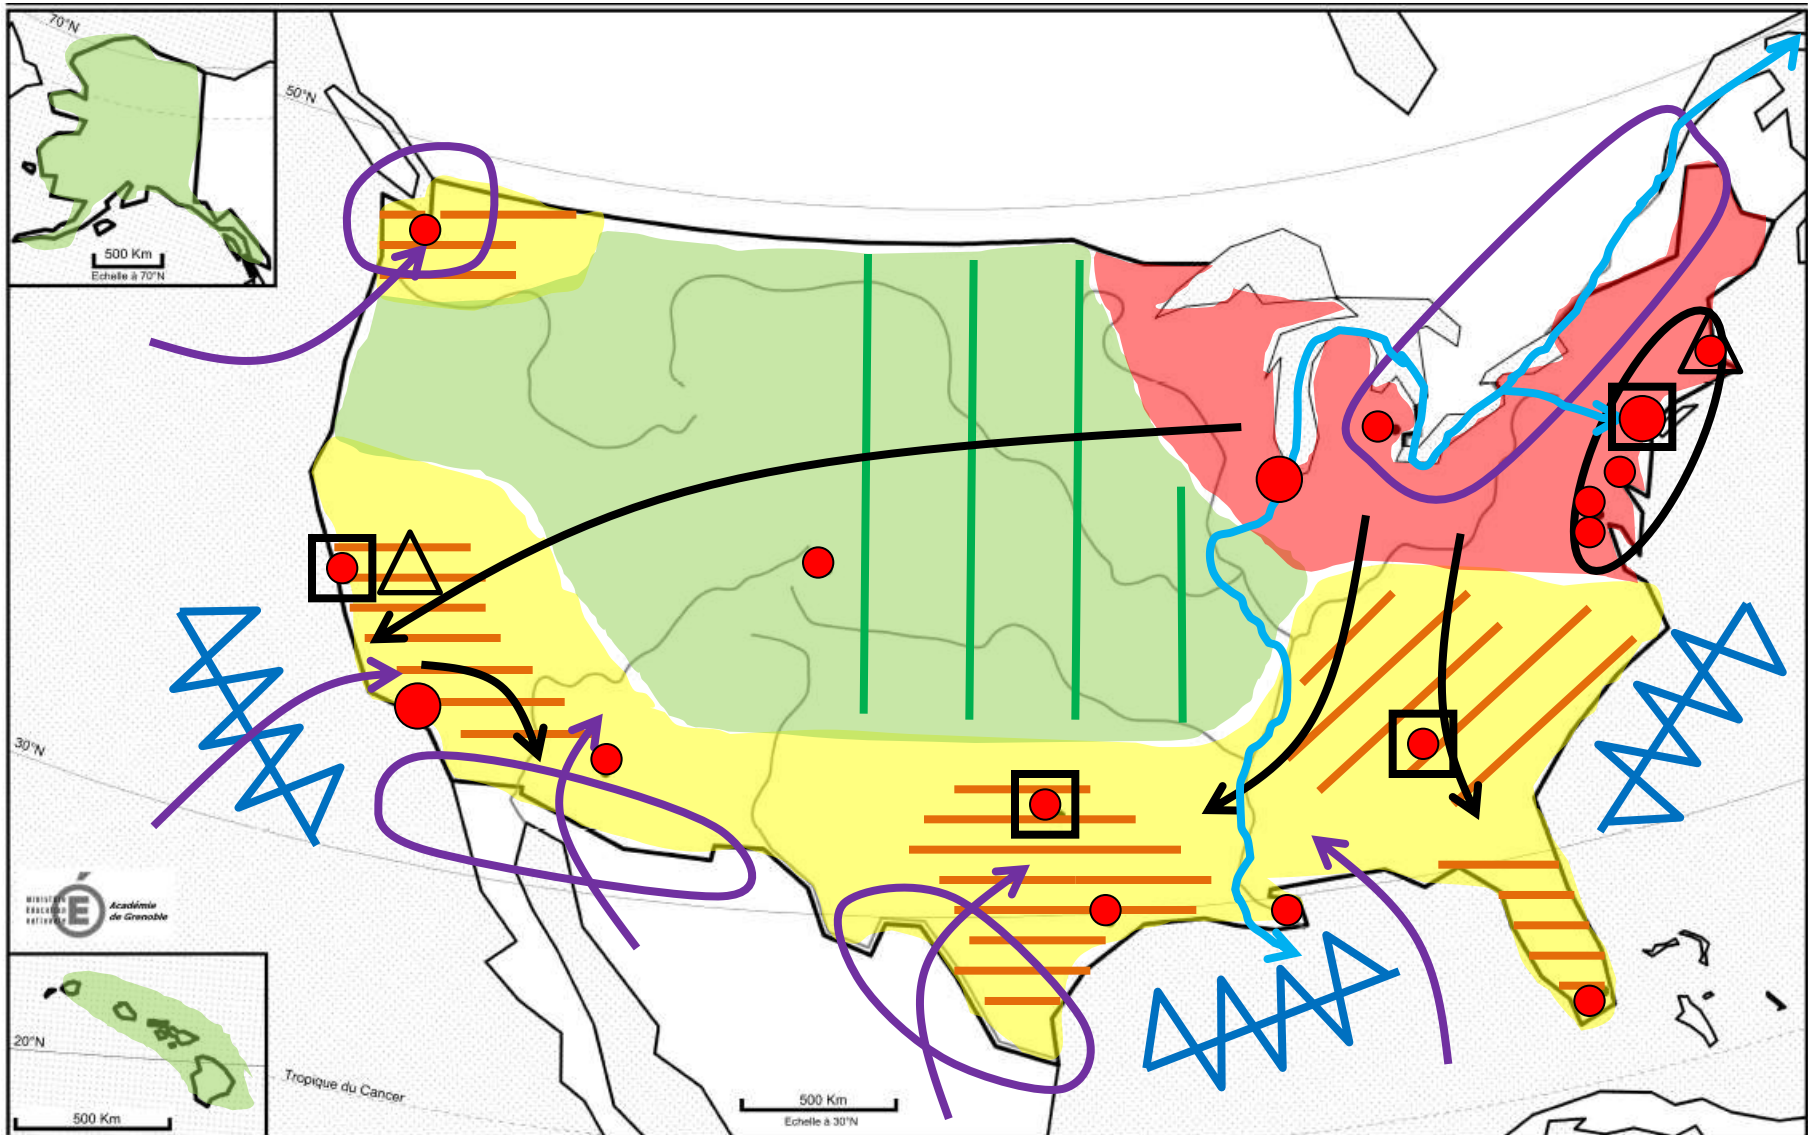 70°N
50°N
500 Km
Echelle à 70°N
30°N
Académie
de Grenoble
20°N
Tropique du Cancer
500 Km
500 Km
Echelle à 30°N